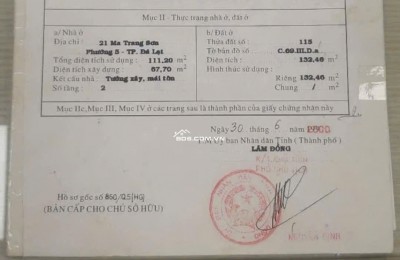 Mục II - Thực trạng nhà ở, đất ở
a/ Nhà ở
Địa chỉ : 21 Ma Trang Sơn
Phường 5 - TP. Đà Lạt
Tổng diện tích sử dụng : 111,20 m2
Diện tích xây dựng : 67,70 m2
Kết cấu nhà : Tường xây, mái tôn
Số tầng : 2
b/ Đất ở
Thửa đất số : 115
Tờ bản đồ số : C.69.III.D.a
Diện tích : 132,46 m2
Hình thức sử dụng :
Riêng 132,46 m2
Chung / m2
Mục IIc, Mục III, Mục IV ở các trang sau là thành phần của giấy chứng nhận này
Ngày 30 tháng 6 năm
T.M Uỷ ban Nhân dân Tỉnh (Thành phố)
LÂM ĐỒNG
Hồ sơ gốc số
(BẢN CẤP CHO CHỦ SỞ HỮU)